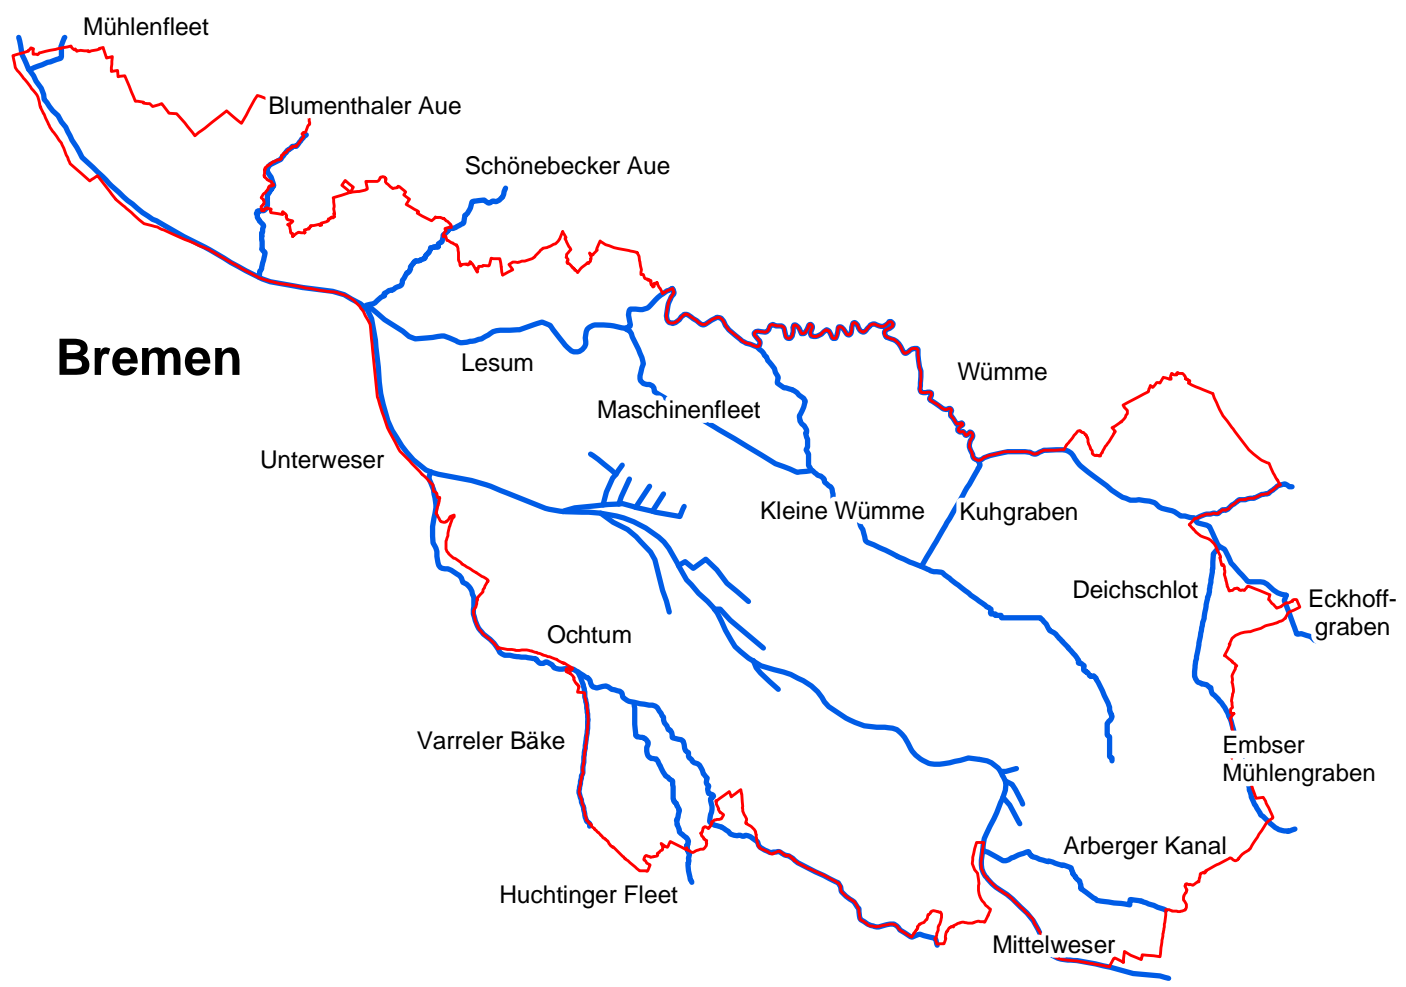 Mühlenfleet
Blumenthaler Aue
Schönebecker Aue
Bremen
Lesum
Wümme
Maschinenfleet
Unterweser
Kleine Wümme
Kuhgraben
Deichschlot
Eckhoff-
graben
Ochtum
Varreler Bäke
Embser
Mühlengraben
Arberger Kanal
Huchtinger Fleet
Mittelweser